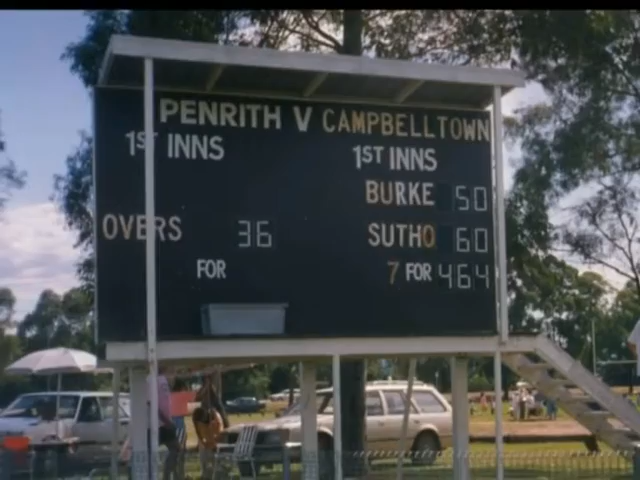 PENRITH V CAMPBELLTOWN
1ST INNS 1ST INNS
BURKE 50
OVERS 36 SUTHO 60
FOR 7 FOR 464